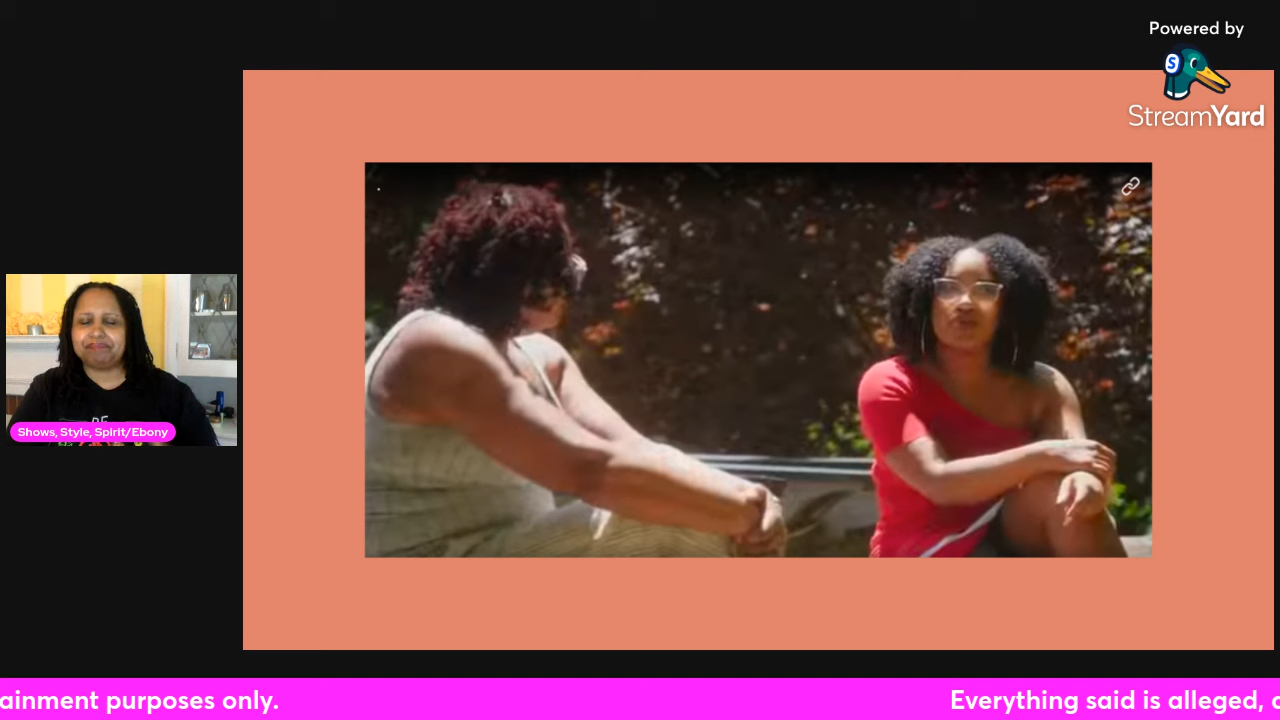 Powered by
S
StreamYard
Shows, Style, Spirit/Ebony
ainment purposes only.
Everything said is alleged,